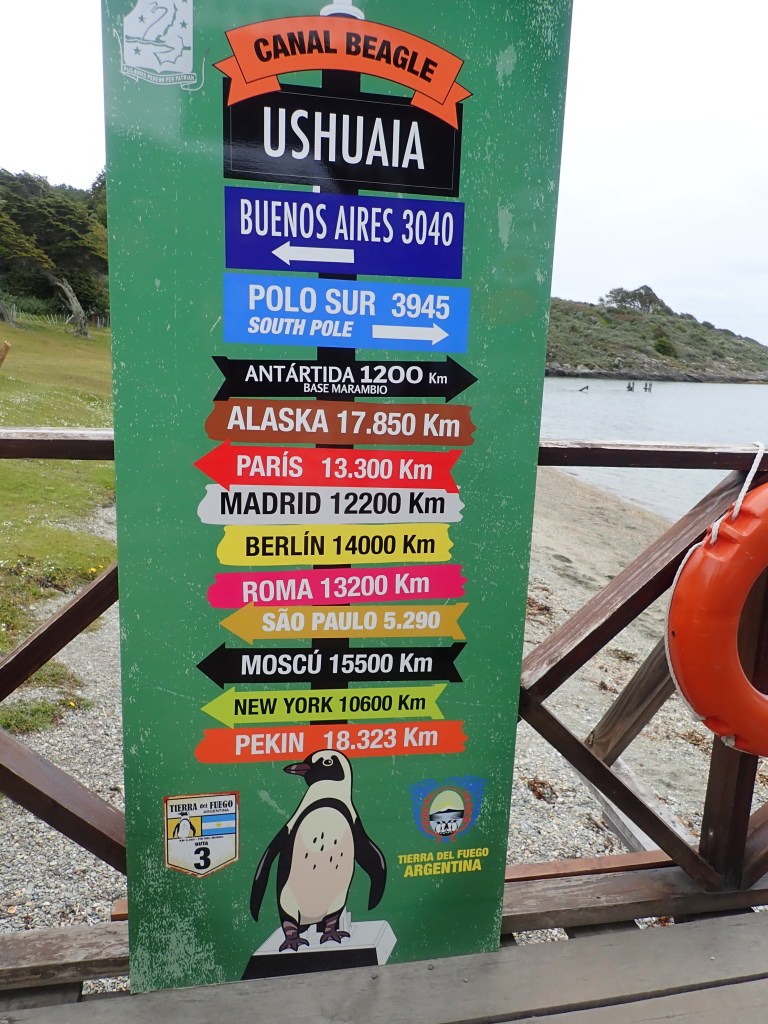 CANAL BEAGLE
USHUAIA
BUENOS AIRES 3040
POLO SUR 3945
SOUTH POLE
ANTÁRTIDA 1200 Km
BASE MARAMBIO
ALASKA 17.850 Km
PARÍS 13.300 Km
MADRID 12200 Km
BERLÍN 14000 Km
ROMA 13200 Km
SÃO PAULO 5.290
MOSCÚ 15500 Km
NEW YORK 10600 Km
PEKIN 18.323 Km
TIERRA del FUEGO
ARGENTINA
RUTA
3
TIERRA DEL FUEGO
ARGENTINA